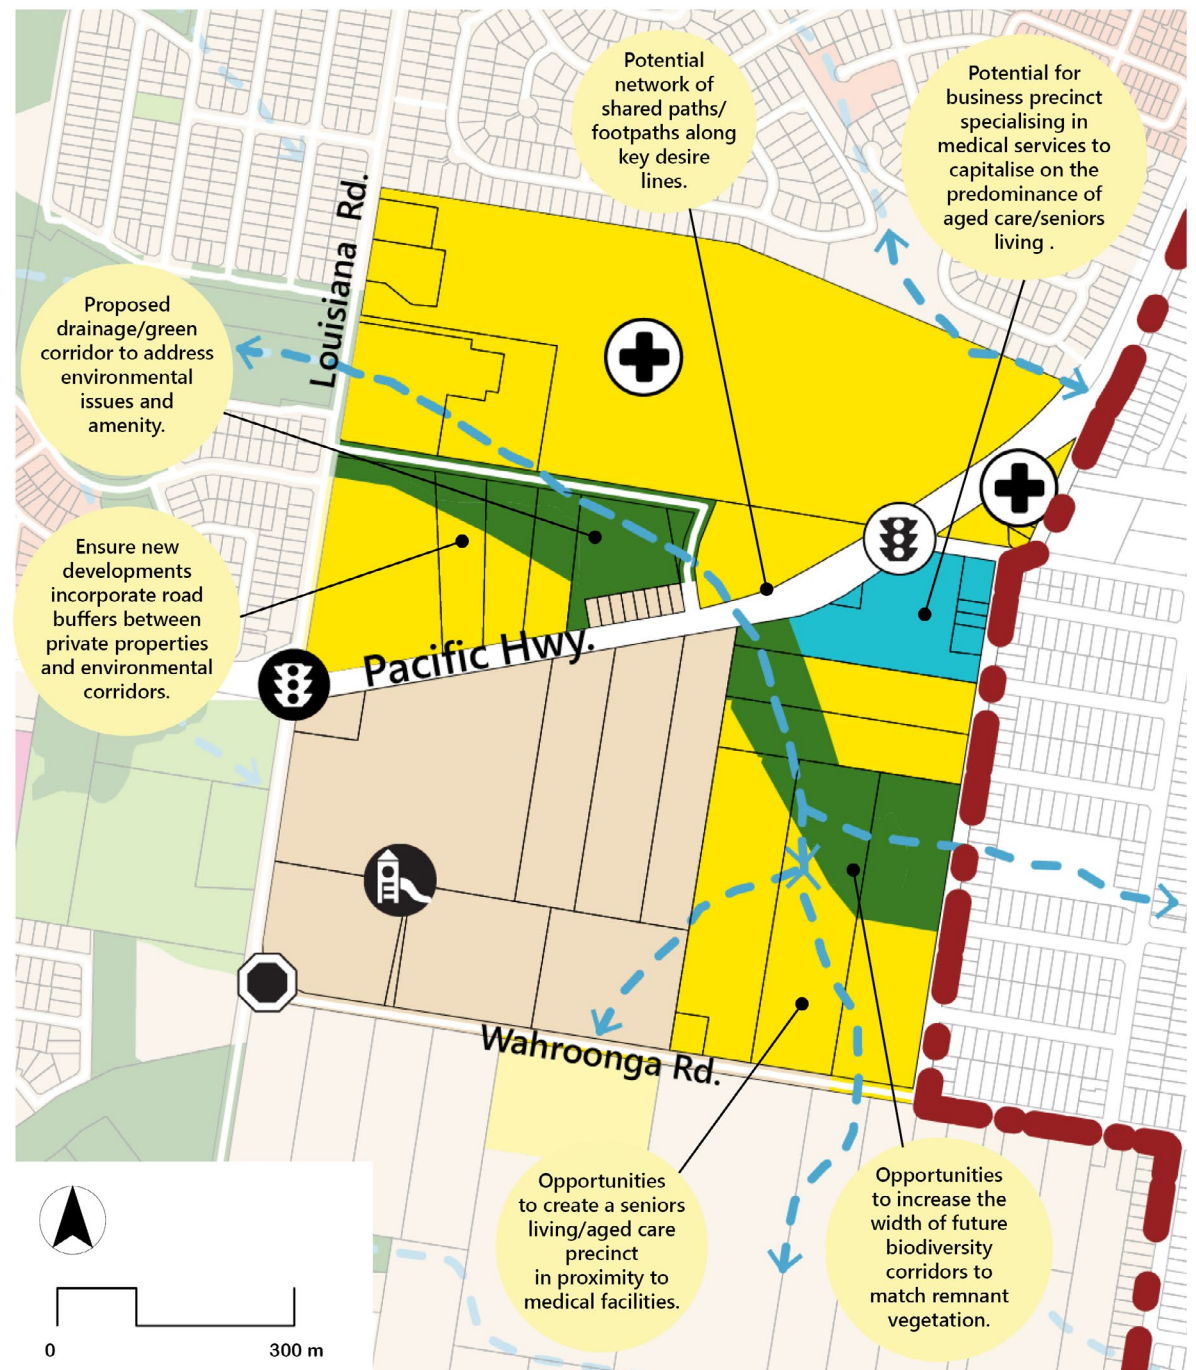 Potential
network of
shared paths/
footpaths along
key desire
lines.
Potential for
business precinct
specialising in
medical services to
capitalise on the
predominance of
aged care/seniors
living .
Louisiana Rd.
Proposed
drainage/green
corridor to address
environmental
issues and
amenity.
Ensure new
developments
incorporate road
buffers between
private properties
and environmental
corridors.
Pacific Hwy.
Wahroonga Rd.
Opportunities
to create a seniors
living/aged care
precinct
in proximity to
medical facilities.
Opportunities
to increase the
width of future
biodiversity
corridors to
match remnant
vegetation.
0 300 m